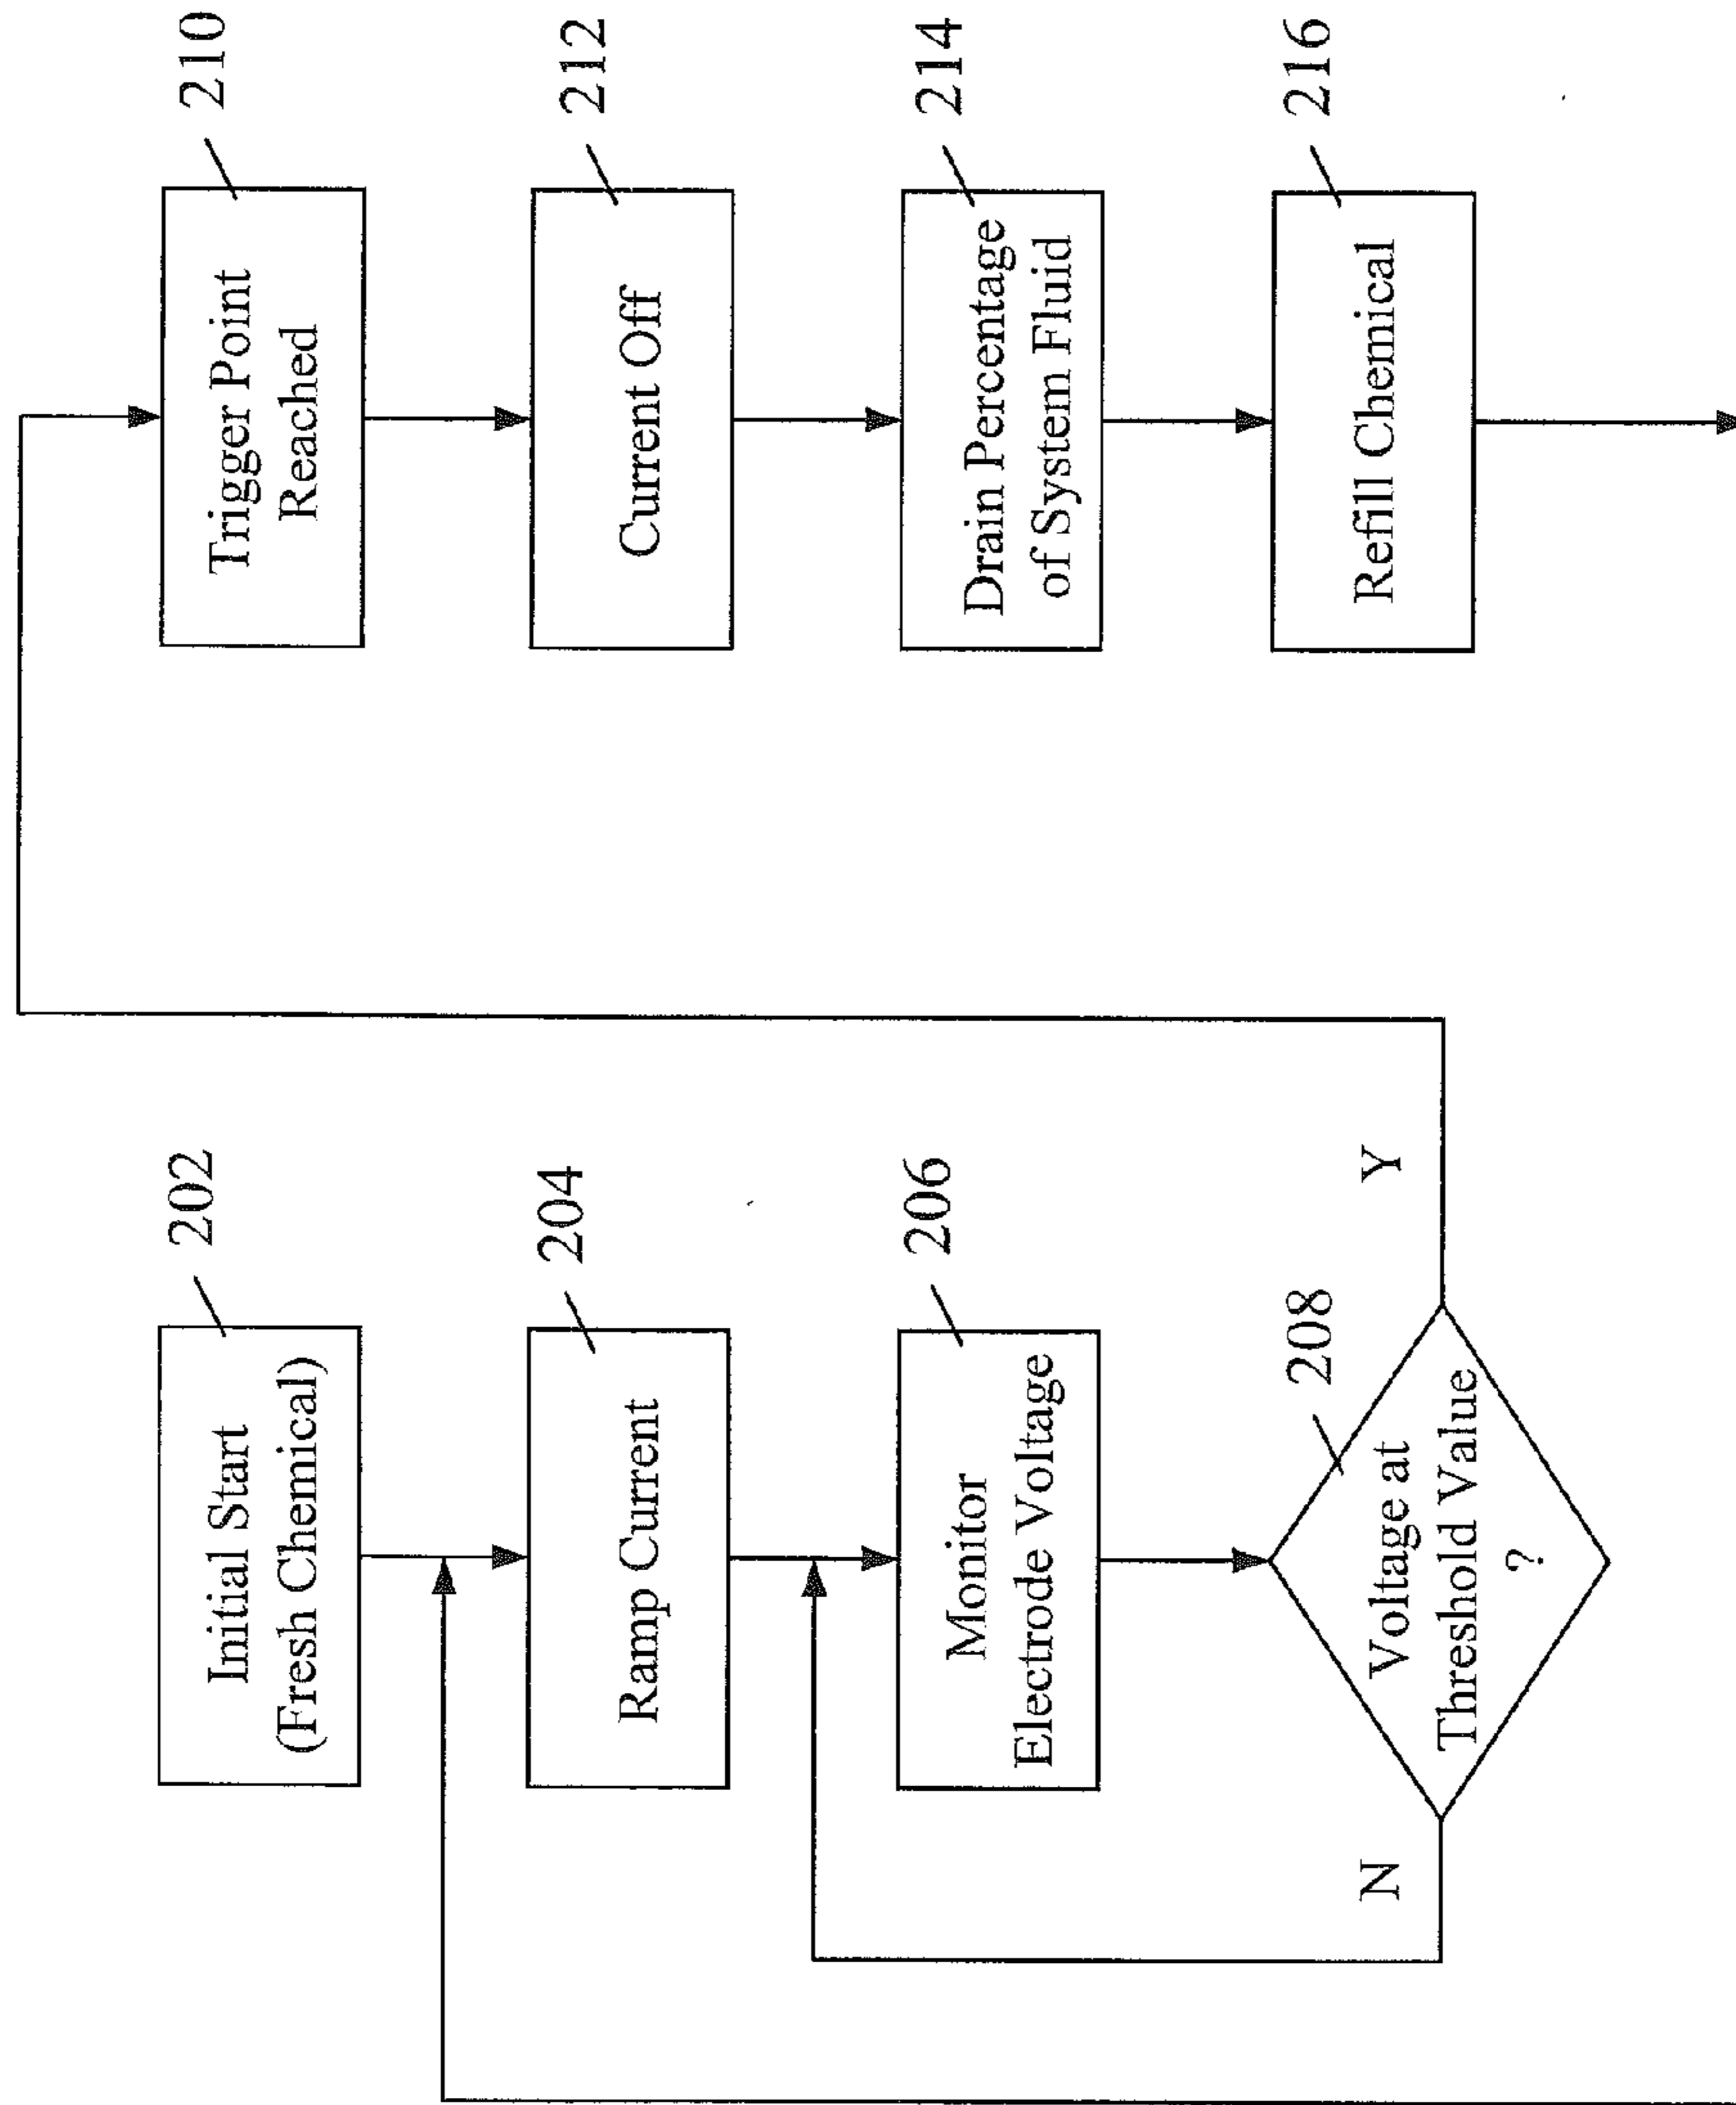 202
Initial Start
(Fresh Chemical)
204
Ramp Current
206
Monitor
Electrode Voltage
208
Voltage at
Threshold Value
?
N
Y
210
Trigger Point
Reached
212
Current Off
214
Drain Percentage
of System Fluid
216
Refill Chemical